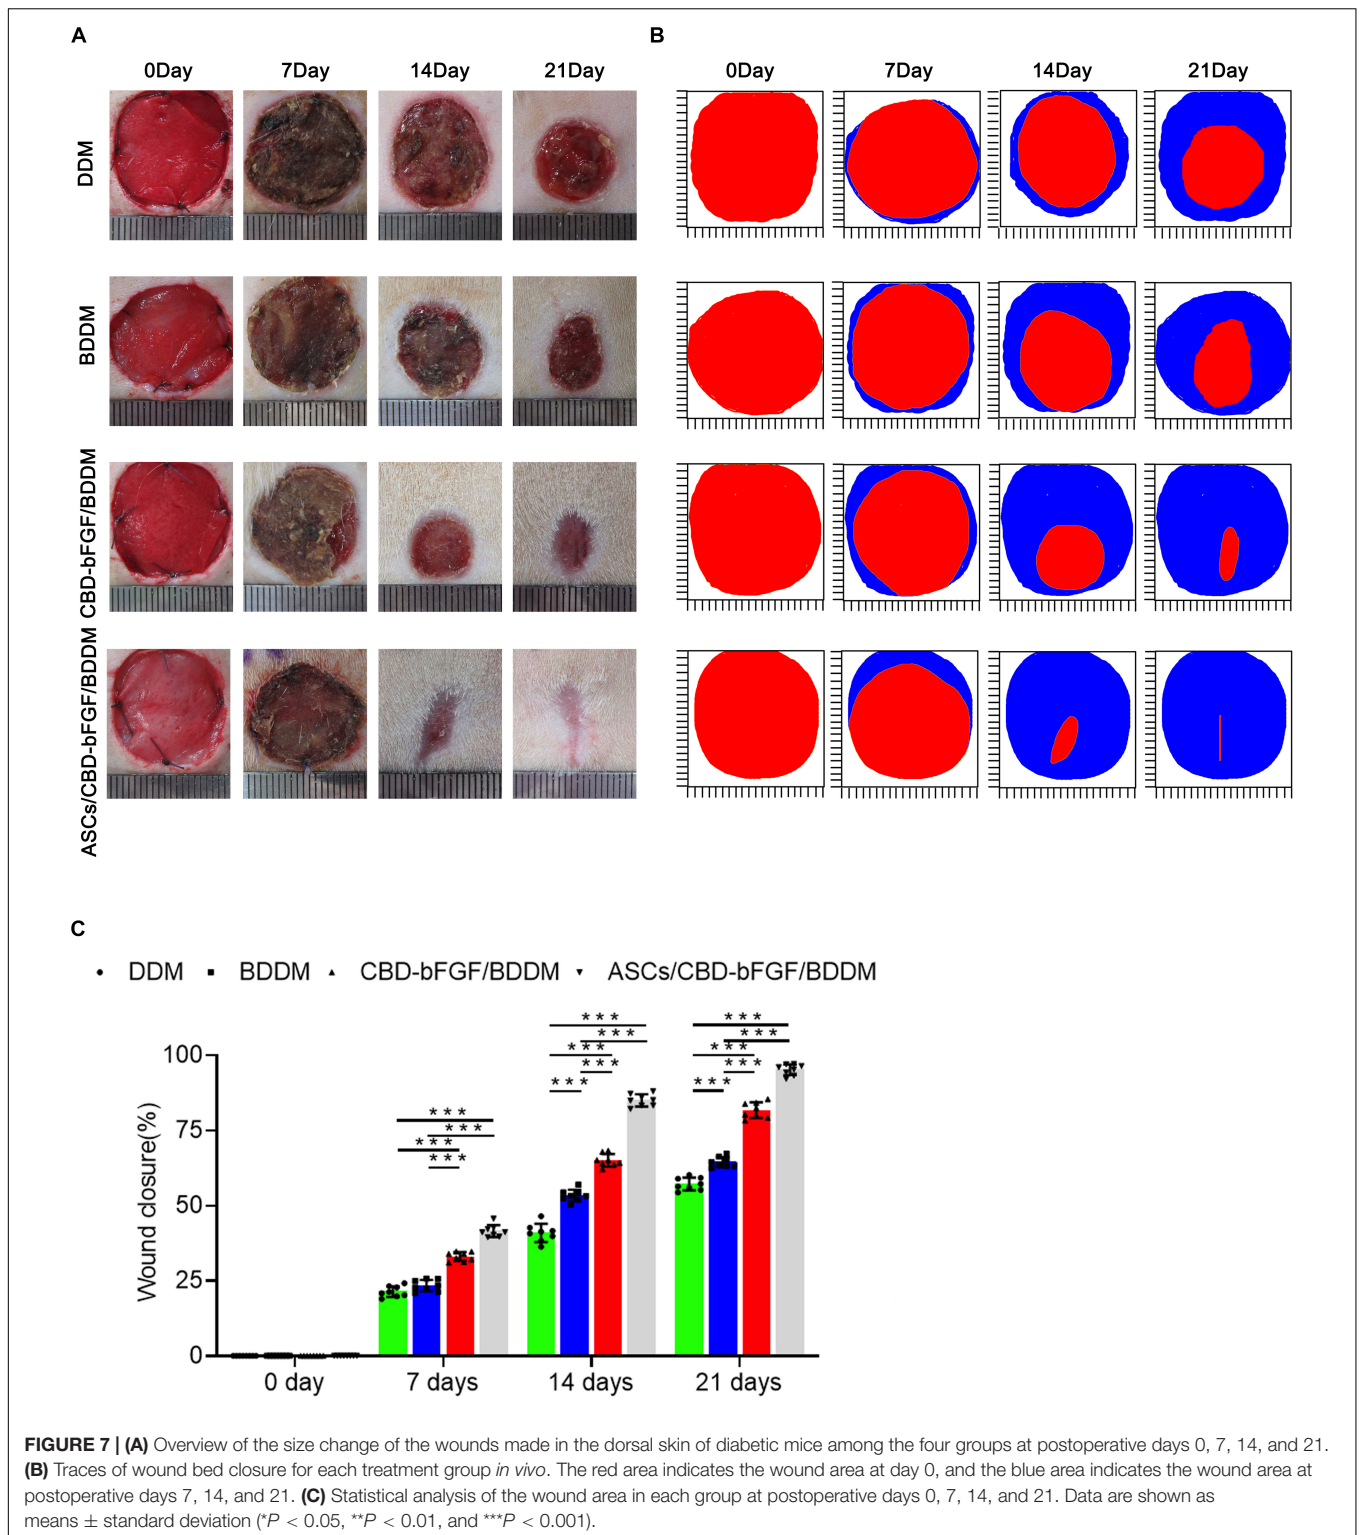 A
B
0Day 7Day 14Day 21Day
0Day 7Day 14Day 21Day
DDM
BDDM
CBD-bFGF/BDDM
ASCs/CBD-bFGF/BDDM
C
DDM BDDM CBD-bFGF/BDDM ASCs/CBD-bFGF/BDDM
Wound closure(%)
100
75
50
25
0
*** *** *** ***
*** *** *** *** ***
*** *** *** *** ***
0 day 7 days 14 days 21 days
FIGURE 7 | (A) Overview of the size change of the wounds made in the dorsal skin of diabetic mice among the four groups at postoperative days 0, 7, 14, and 21.
(B) Traces of wound bed closure for each treatment group in vivo. The red area indicates the wound area at day 0, and the blue area indicates the wound area at
postoperative days 7, 14, and 21. (C) Statistical analysis of the wound area in each group at postoperative days 0, 7, 14, and 21. Data are shown as
means ± standard deviation (*P < 0.05, **P < 0.01, and ***P < 0.001).